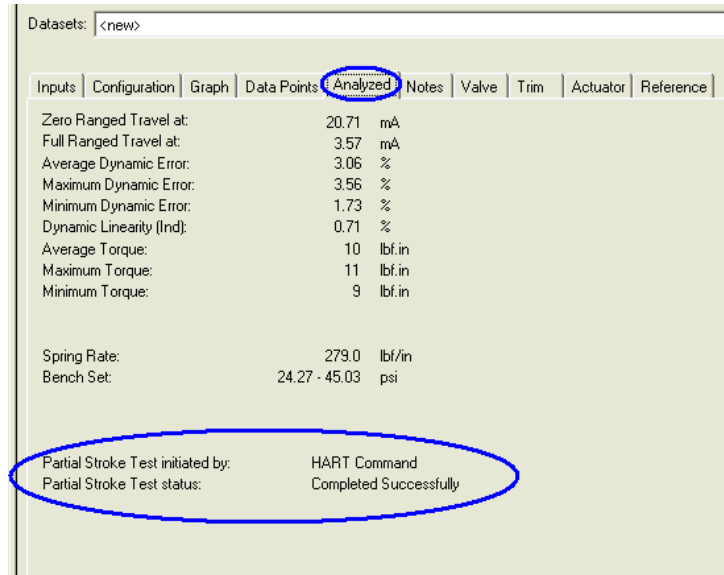 Datasets: <new>
Inputs Configuration Graph Data Points Analyzed Notes Valve Trim Actuator Reference
Zero Ranged Travel at: 20.71 mA
Full Ranged Travel at: 3.57 mA
Average Dynamic Error: 3.06 %
Maximum Dynamic Error: 3.56 %
Minimum Dynamic Error: 1.73 %
Dynamic Linearity (Ind): 0.71 %
Average Torque: 10 lbf.in
Maximum Torque: 11 lbf.in
Minimum Torque: 9 lbf.in
Spring Rate: 279.0 lbf/in
Bench Set: 24.27 - 45.03 psi
Partial Stroke Test initiated by: HART Command
Partial Stroke Test status: Completed Successfully